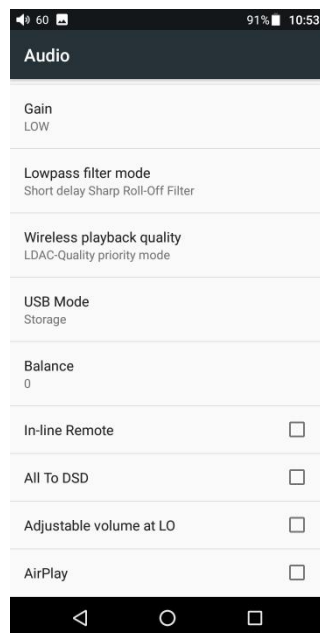 60 91% 10:53
Audio
Gain
LOW
Lowpass filter mode
Short delay Sharp Roll-Off Filter
Wireless playback quality
LDAC-Quality priority mode
USB Mode
Storage
Balance
0
In-line Remote
All To DSD
Adjustable volume at LO
AirPlay